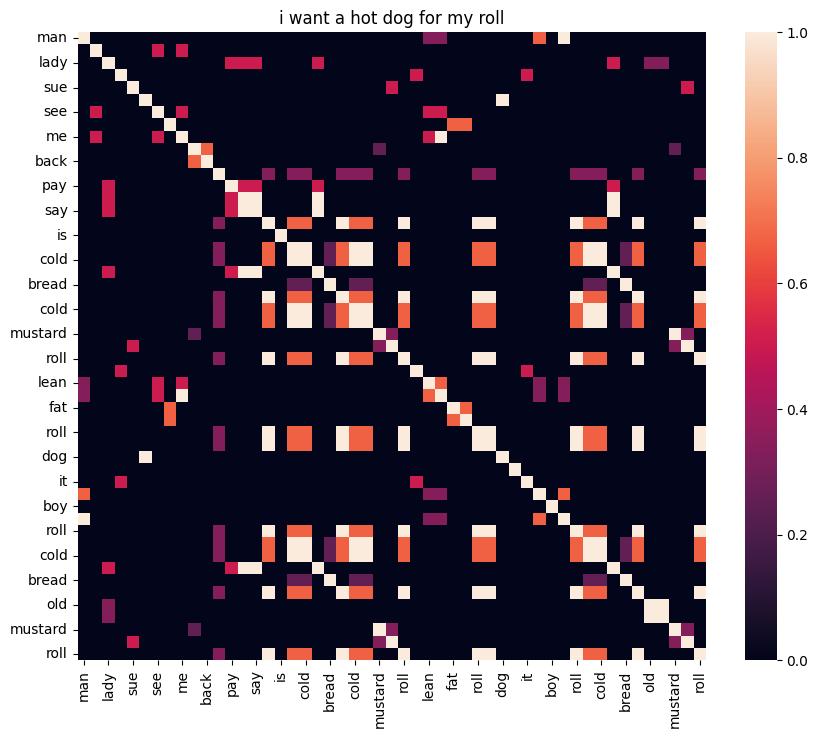 i want a hot dog for my roll
man
lady
sue
see
me
back
pay
say
is
cold
bread
cold
mustard
roll
lean
fat
roll
dog
it
boy
roll
cold
bread
old
mustard
roll
man
lady
sue
see
me
back
pay
say
is
cold
bread
cold
mustard
roll
lean
fat
roll
dog
it
boy
roll
cold
bread
old
mustard
roll
1.0
0.8
0.6
0.4
0.2
0.0